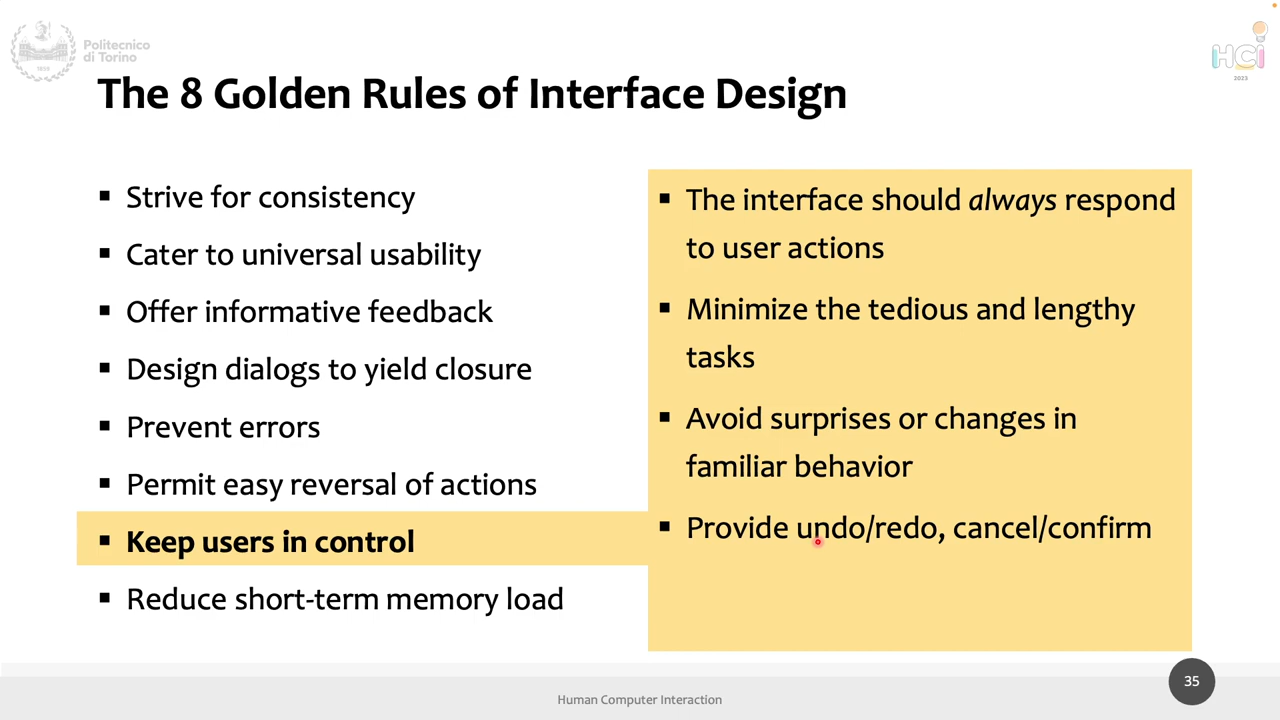 Politecnico
di Torino
1859
HCI
2023
The 8 Golden Rules of Interface Design
▪ Strive for consistency
▪ Cater to universal usability
▪ Offer informative feedback
▪ Design dialogs to yield closure
▪ Prevent errors
▪ Permit easy reversal of actions
▪ Keep users in control
▪ Reduce short-term memory load
▪ The interface should always respond
to user actions
▪ Minimize the tedious and lengthy
tasks
▪ Avoid surprises or changes in
familiar behavior
▪ Provide undo/redo, cancel/confirm
Human Computer Interaction
35